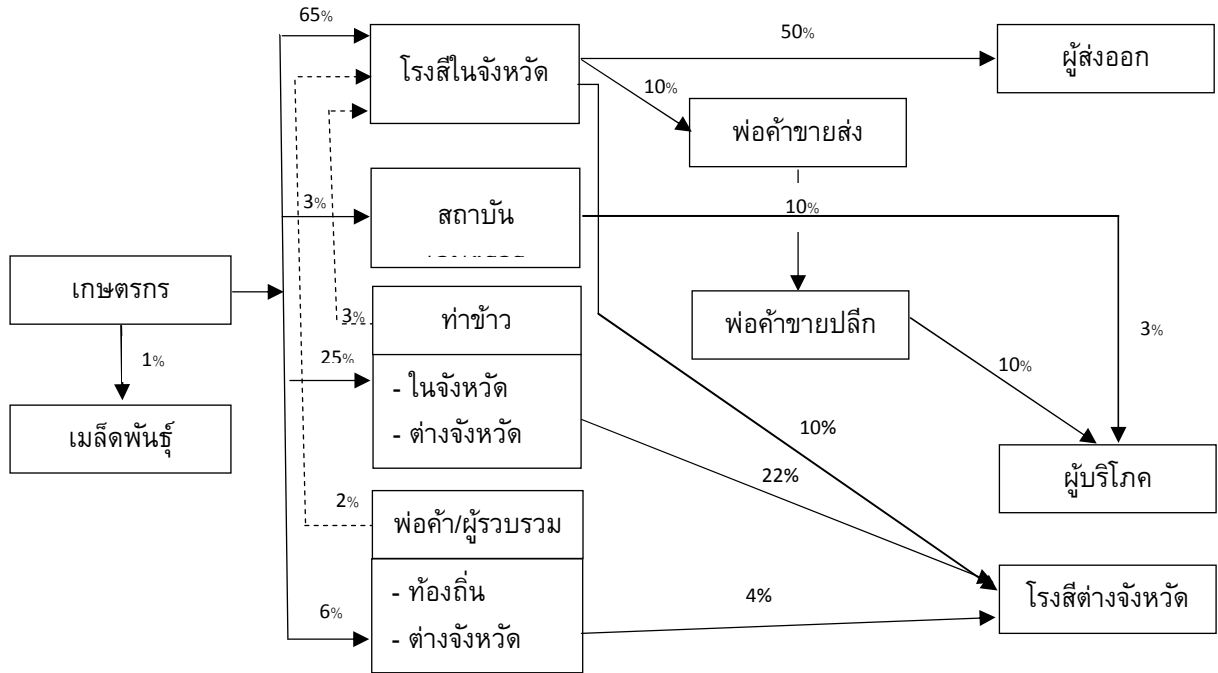 65%
50%
โรงสีในจังหวัด
ผู้ส่งออก
10%
พ่อค้าขายส่ง
3%
สถาบัน
10%
เกษตรกร
พ่อค้าขายปลีก
3%
ท่าข้าว
3%
1%
25%
- ในจังหวัด
- ต่างจังหวัด
10%
เมล็ดพันธุ์
10%
22%
ผู้บริโภค
2%
พ่อค้า/ผู้รวบรวม
- ท้องถิ่น
- ต่างจังหวัด
6%
4%
โรงสีต่างจังหวัด